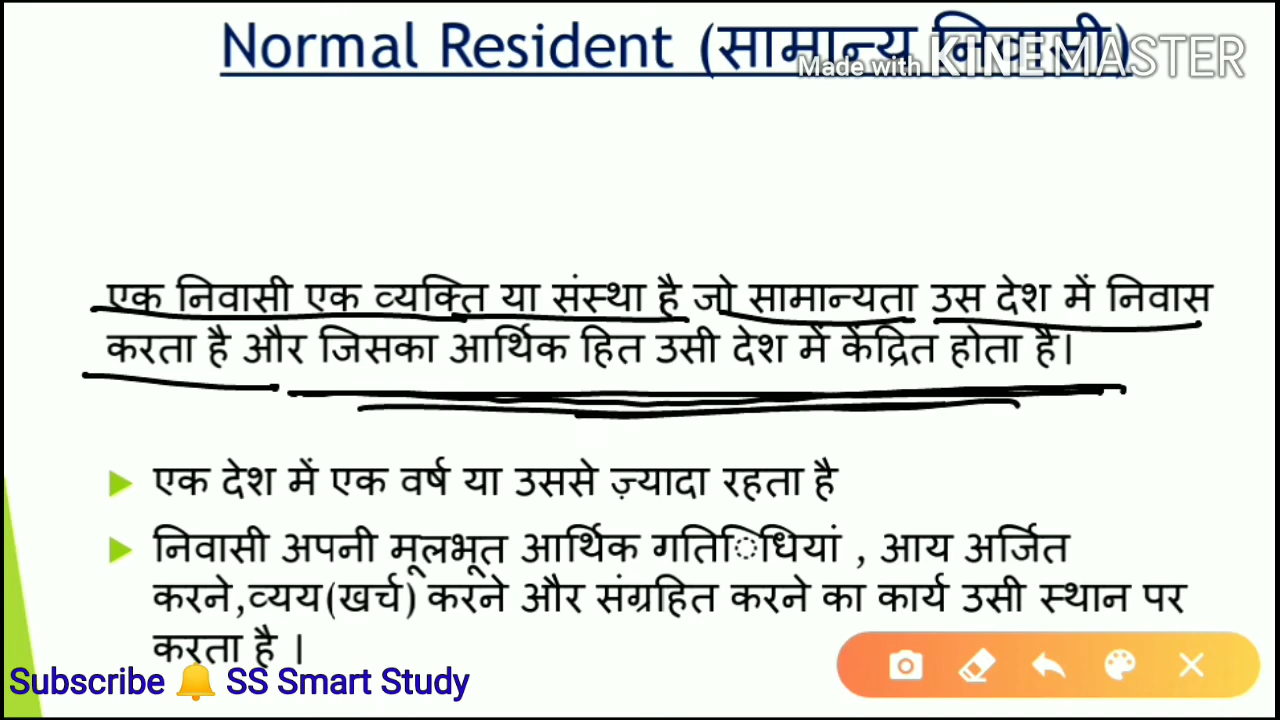 Normal Resident (सामान्य निवासी)
Made with KINEMASTER
एक निवासी एक व्यक्ति या संस्था है जो सामान्यता उस देश में निवास
करता है और जिसका आर्थिक हित उसी देश में केंद्रित होता है।
एक देश में एक वर्ष या उससे ज़्यादा रहता है
निवासी अपनी मूलभूत आर्थिक गतििधियां , आय अर्जित
करने,व्यय(खर्च) करने और संग्रहित करने का कार्य उसी स्थान पर
करता है ।
Subscribe 🔔 SS Smart Study